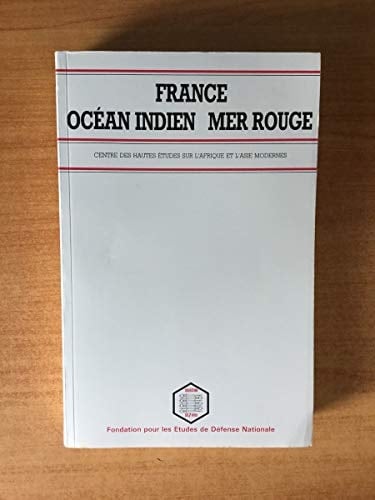 FRANCE
OCÉAN INDIEN MER ROUGE
CENTRE DES HAUTES ÉTUDES SUR L'AFRIQUE ET L'ASIE MODERNES
Fondation pour les Etudes de Défense Nationale